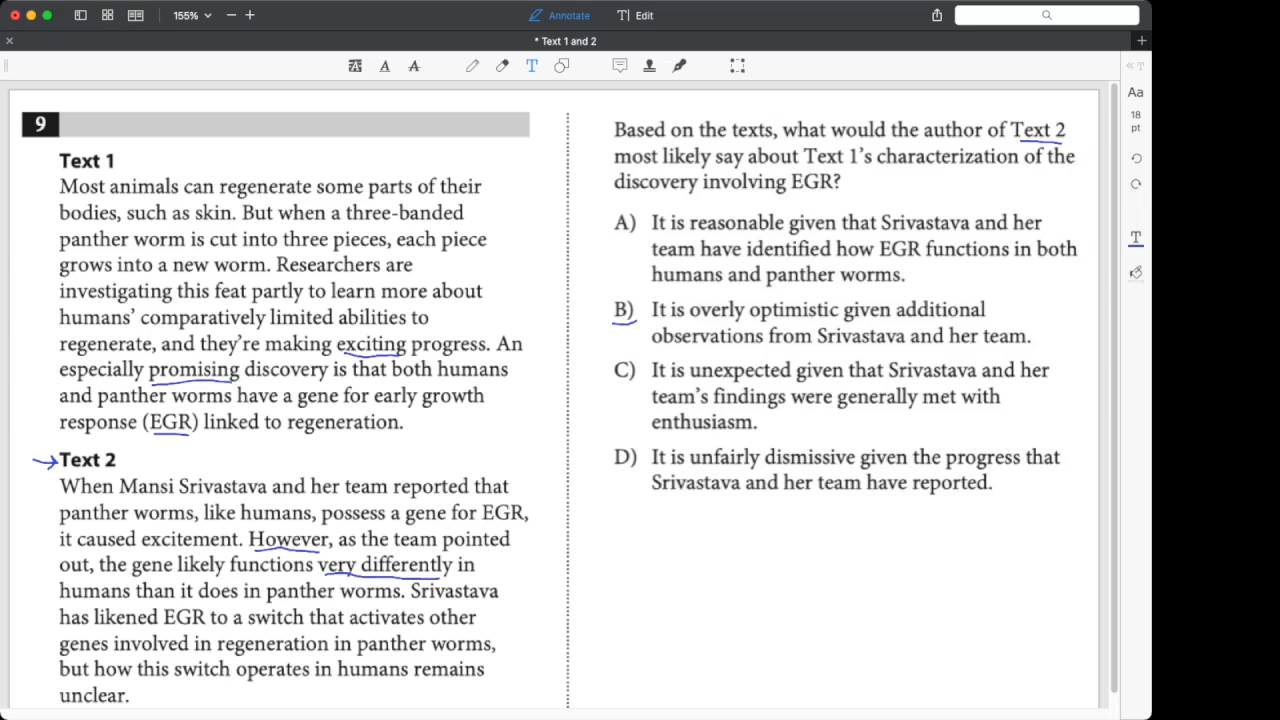 155%
Annotate
T Edit
* Text 1 and 2
A A A T T
Aa
18
pt
T
9
Text 1
Most animals can regenerate some parts of their
bodies, such as skin. But when a three-banded
panther worm is cut into three pieces, each piece
grows into a new worm. Researchers are
investigating this feat partly to learn more about
humans’ comparatively limited abilities to
regenerate, and they’re making exciting progress. An
especially promising discovery is that both humans
and panther worms have a gene for early growth
response (EGR) linked to regeneration.
Text 2
When Mansi Srivastava and her team reported that
panther worms, like humans, possess a gene for EGR,
it caused excitement. However, as the team pointed
out, the gene likely functions very differently in
humans than it does in panther worms. Srivastava
has likened EGR to a switch that activates other
genes involved in regeneration in panther worms,
but how this switch operates in humans remains
unclear.
Based on the texts, what would the author of Text 2
most likely say about Text 1’s characterization of the
discovery involving EGR?
A) It is reasonable given that Srivastava and her
team have identified how EGR functions in both
humans and panther worms.
B) It is overly optimistic given additional
observations from Srivastava and her team.
C) It is unexpected given that Srivastava and her
team’s findings were generally met with
enthusiasm.
D) It is unfairly dismissive given the progress that
Srivastava and her team have reported.